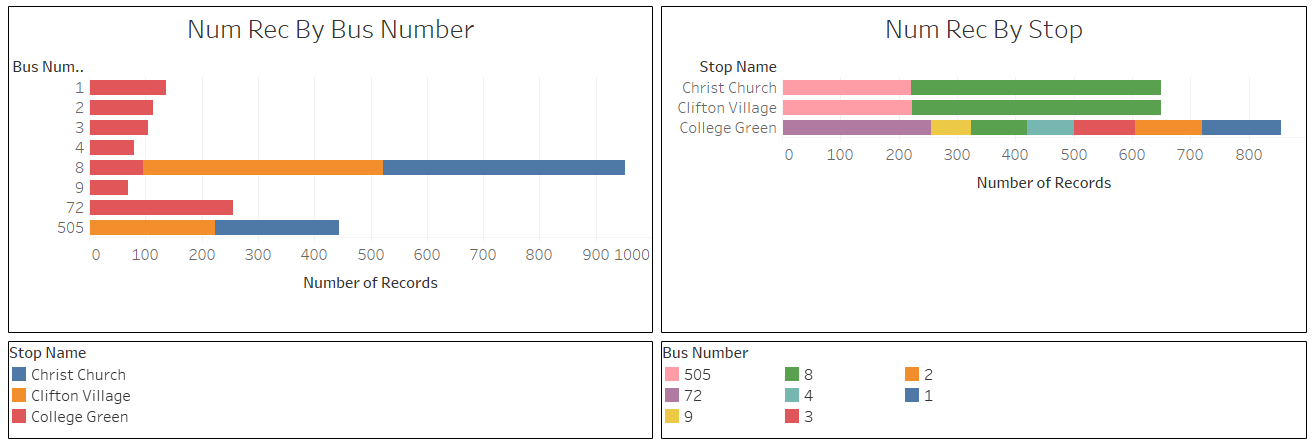 Num Rec By Bus Number
Bus Num..
1
2
3
4
8
9
72
505
0 100 200 300 400 500 600 700 800 900 1000
Number of Records
Num Rec By Stop
Stop Name
Christ Church
Clifton Village
College Green
0 100 200 300 400 500 600 700 800
Number of Records
Stop Name
Christ Church
Clifton Village
College Green
Bus Number
505 8 2
72 4 1
9 3